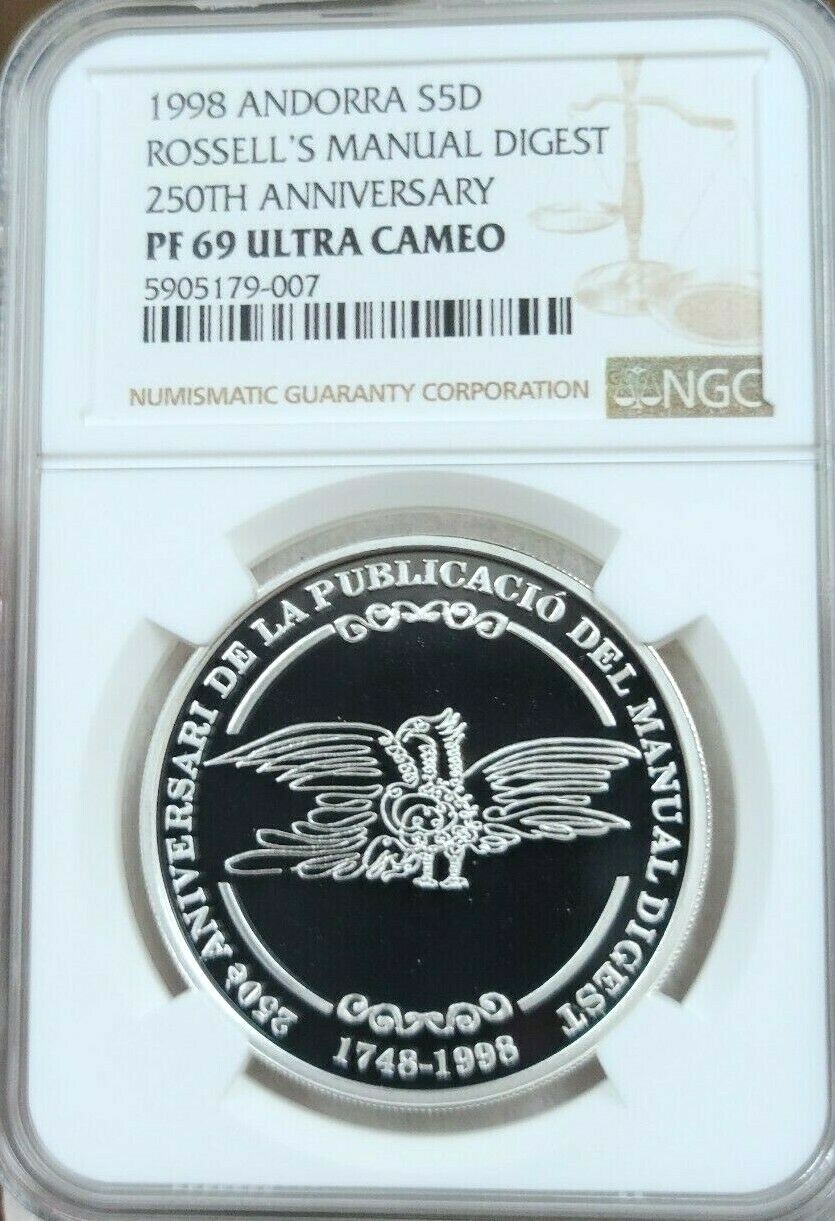 1998 ANDORRA S5D
ROSSELL'S MANUAL DIGEST
250TH ANNIVERSARY
PF 69 ULTRA CAMEO
5905179-007
NUMISMATIC GUARANTY CORPORATION
NGC
250è ANIVERSARI DE LA PUBLICACIÓ DEL MANUAL DIGEST
1748-1998